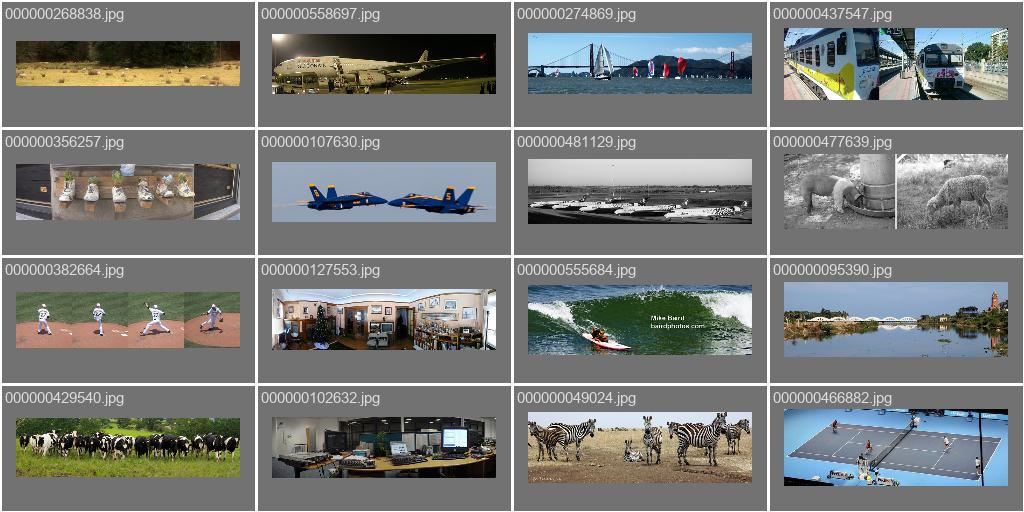 000000268838.jpg
000000558697.jpg
000000274869.jpg
000000437547.jpg
000000356257.jpg
000000107630.jpg
000000481129.jpg
000000477639.jpg
000000382664.jpg
000000127553.jpg
000000555684.jpg
Mike Baird
bairdphotos.com
000000095390.jpg
000000429540.jpg
000000102632.jpg
000000049024.jpg
000000466882.jpg